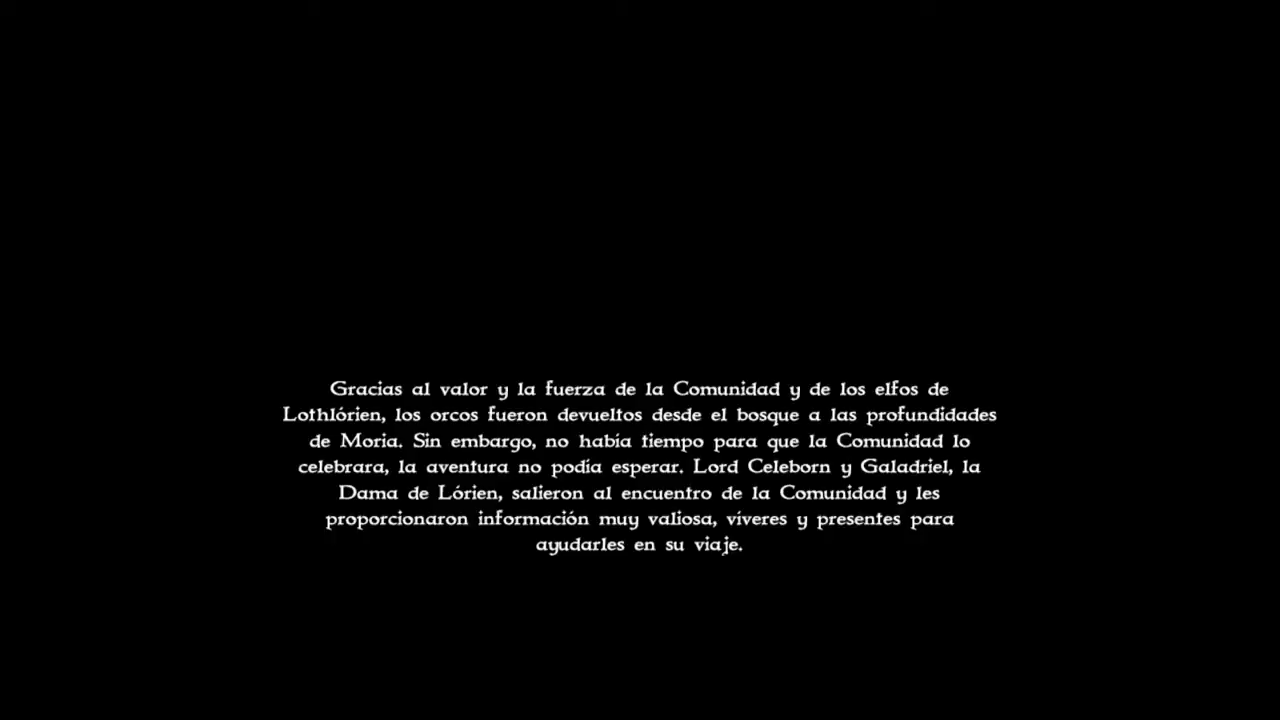 Gracias al valor y la fuerza de la Comunidad y de los elfos de
Lothlórien, los orcos fueron devueltos desde el bosque a las profundidades
de Moria. Sin embargo, no había tiempo para que la Comunidad lo
celebrara, la aventura no podía esperar. Lord Celeborn y Galadriel, la
Dama de Lórien, salieron al encuentro de la Comunidad y les
proporcionaron información muy valiosa, víveres y presentes para
ayudarles en su viaje.